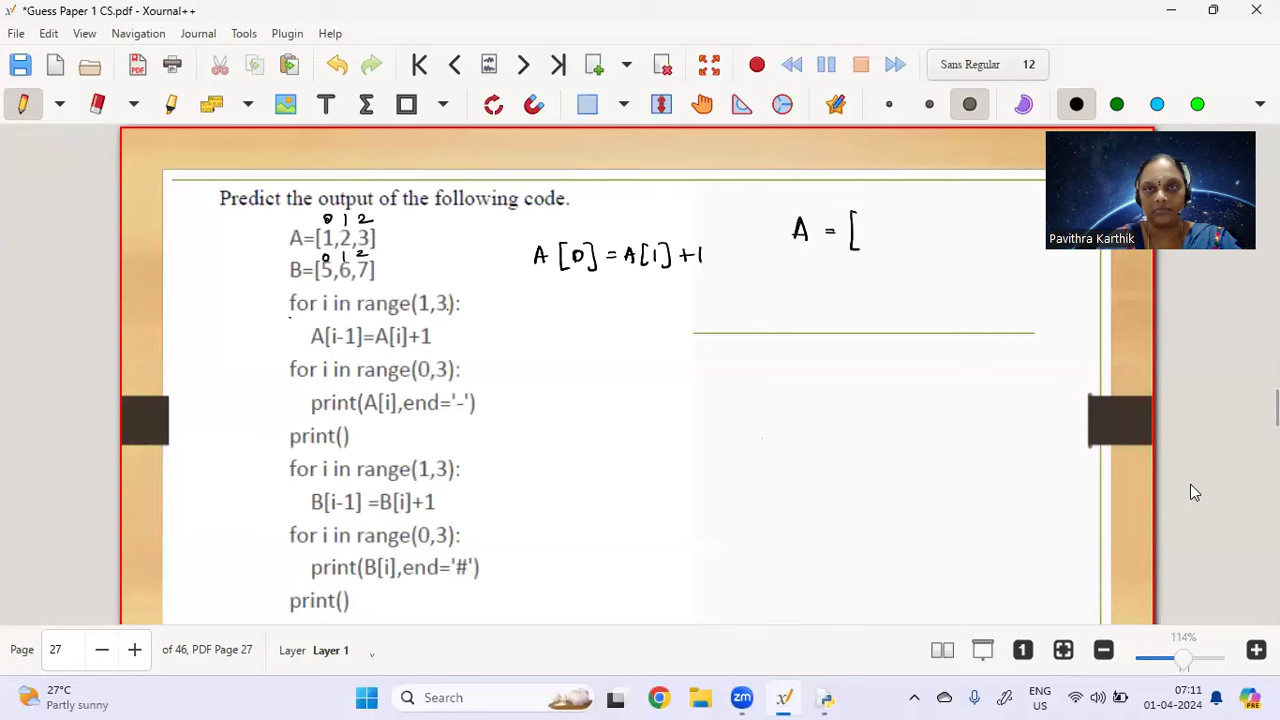 *Guess Paper 1 CS.pdf - Xournal++
File Edit View Navigation Journal Tools Plugin Help
Sans Regular 12
Predict the output of the following code.
0 1 2
A=[1,2,3]
0 1 2
B=[5,6,7]
for i in range(1,3):
A[i-1]=A[i]+1
for i in range(0,3):
print(A[i],end='-')
print()
for i in range(1,3):
B[i-1] =B[i]+1
for i in range(0,3):
print(B[i],end='#')
print()
A [0] = A[1] +1
A = [
Pavithra Karthik
Page 27 of 46, PDF Page 27 Layer Layer 1
114%
27°C
Partly sunny
Search
zm
ENG
US
07:11
01-04-2024
PRE